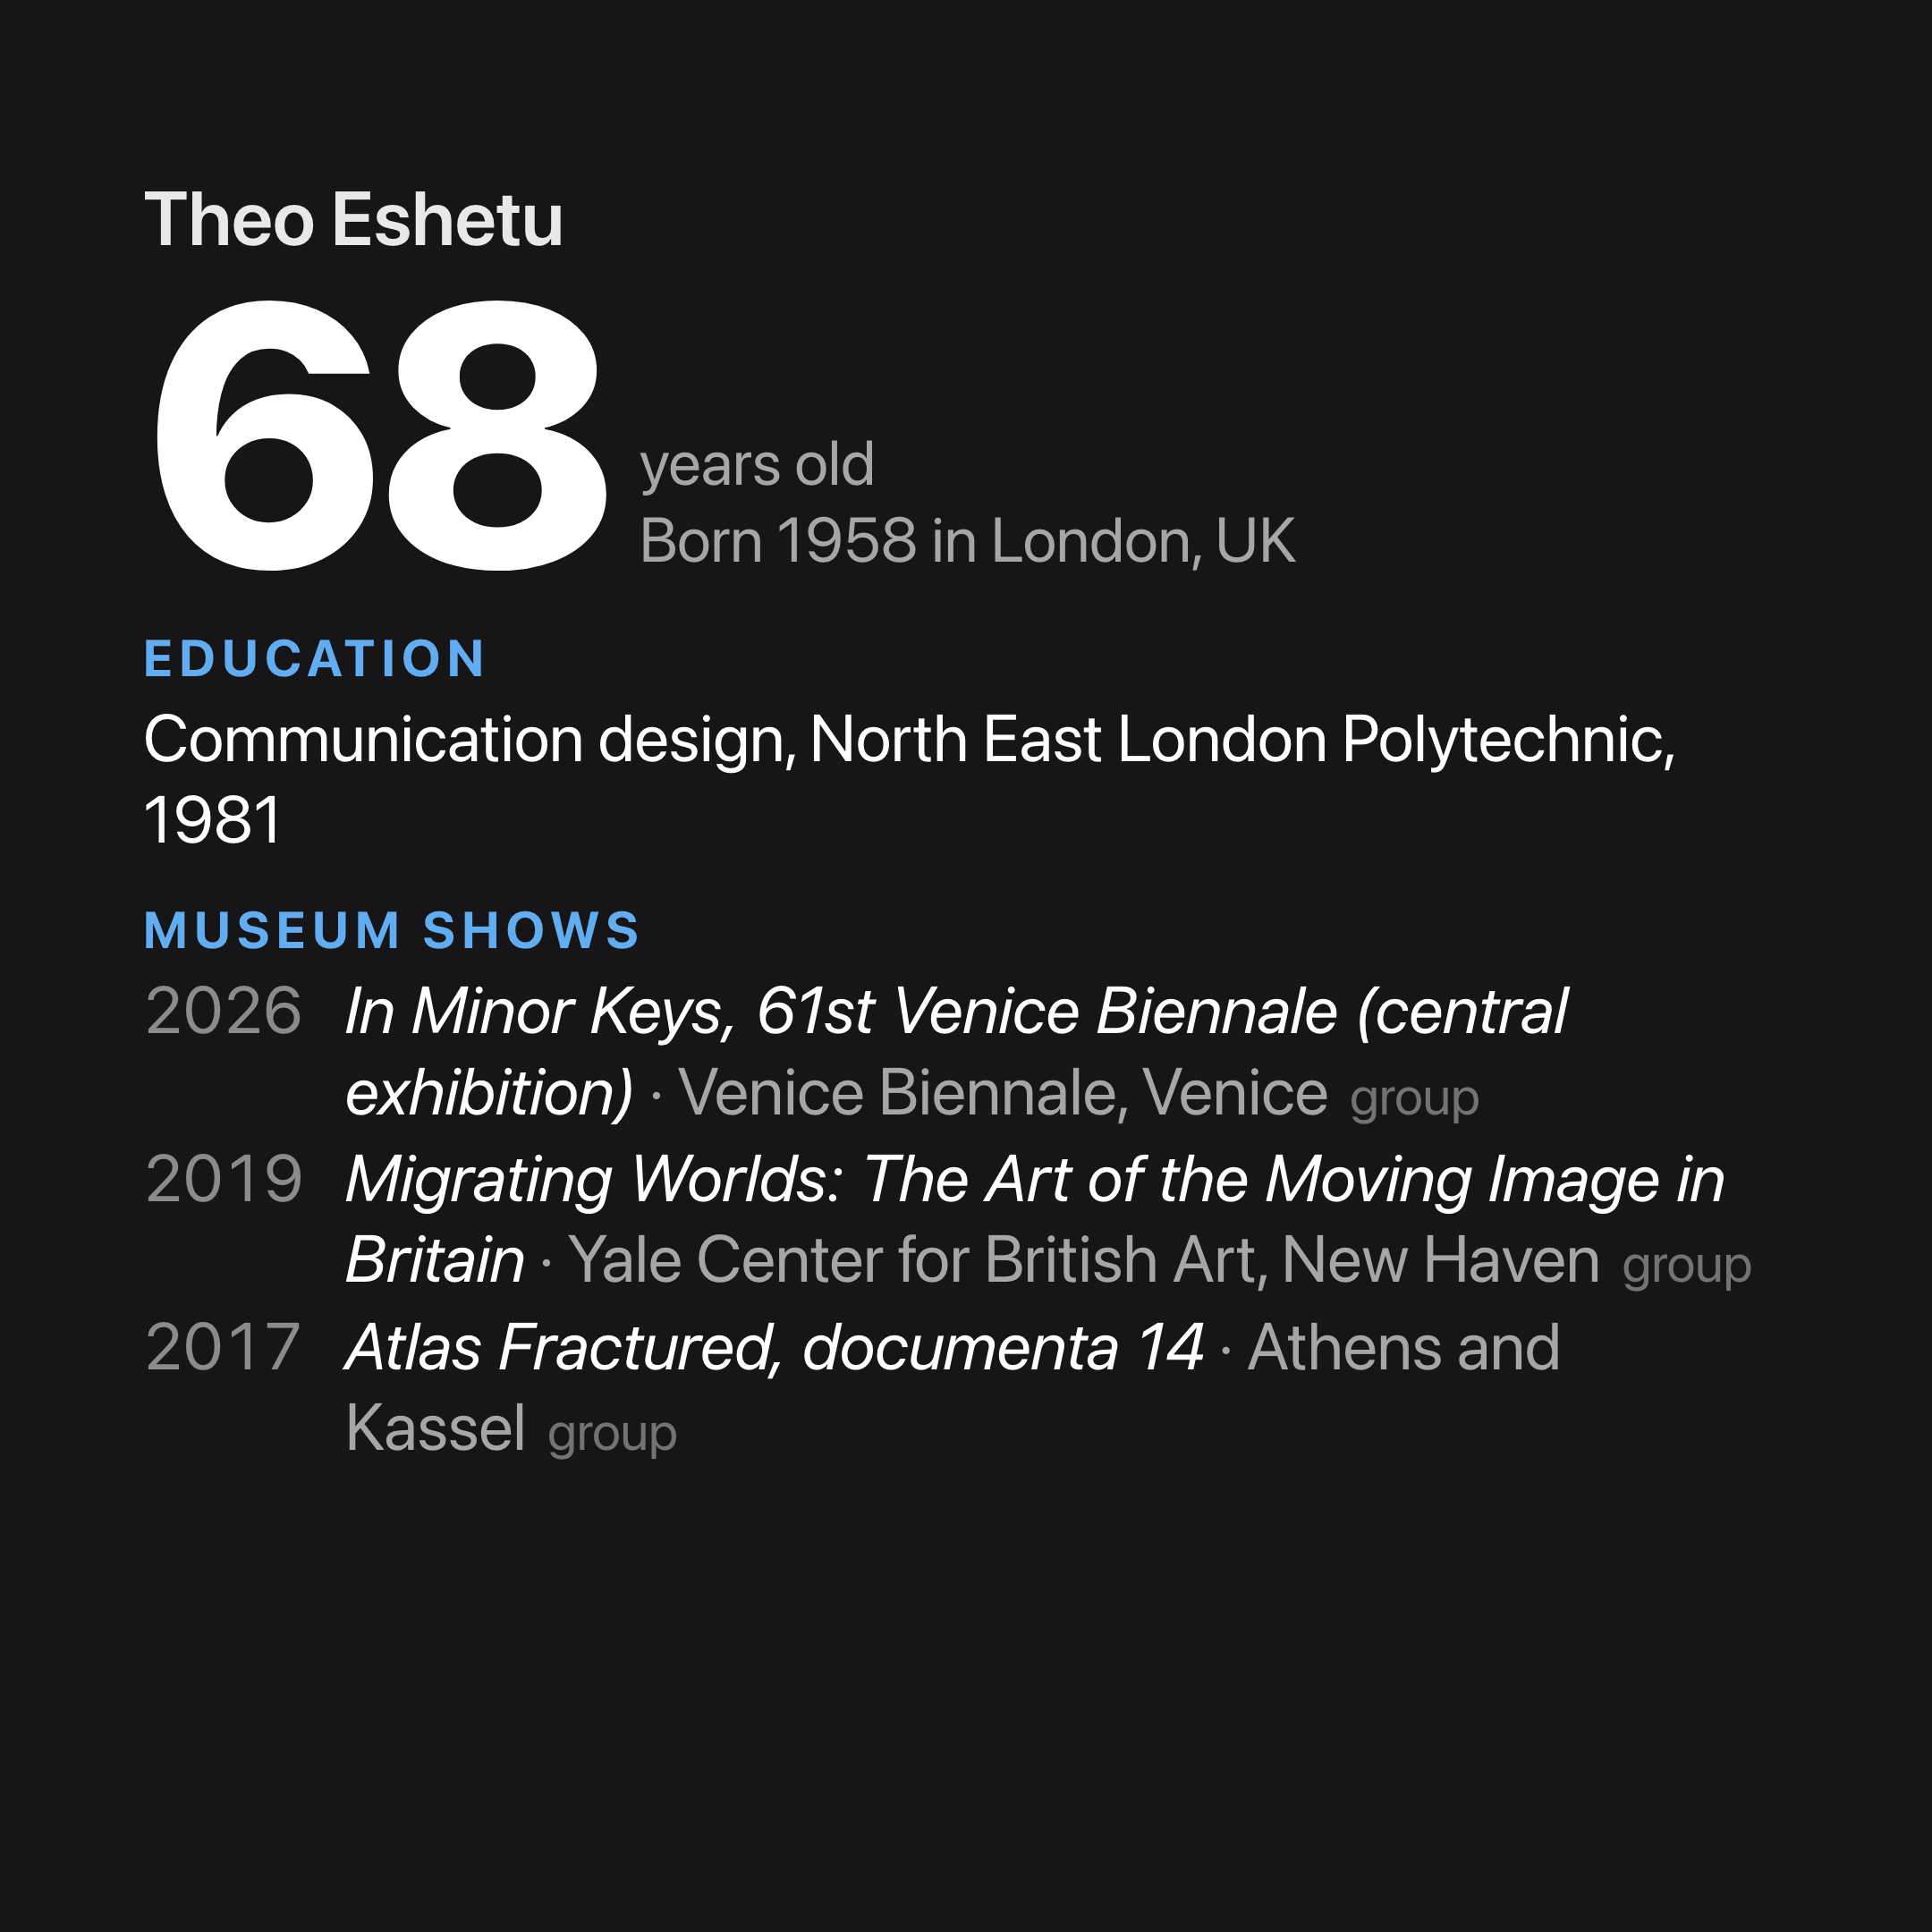 Theo Eshetu
68 years old
Born 1958 in London, UK
EDUCATION
Communication design, North East London Polytechnic,
1981
MUSEUM SHOWS
2026 In Minor Keys, 61st Venice Biennale (central
exhibition) · Venice Biennale, Venice group
2019 Migrating Worlds: The Art of the Moving Image in
Britain · Yale Center for British Art, New Haven group
2017 Atlas Fractured, documenta 14 · Athens and
Kassel group